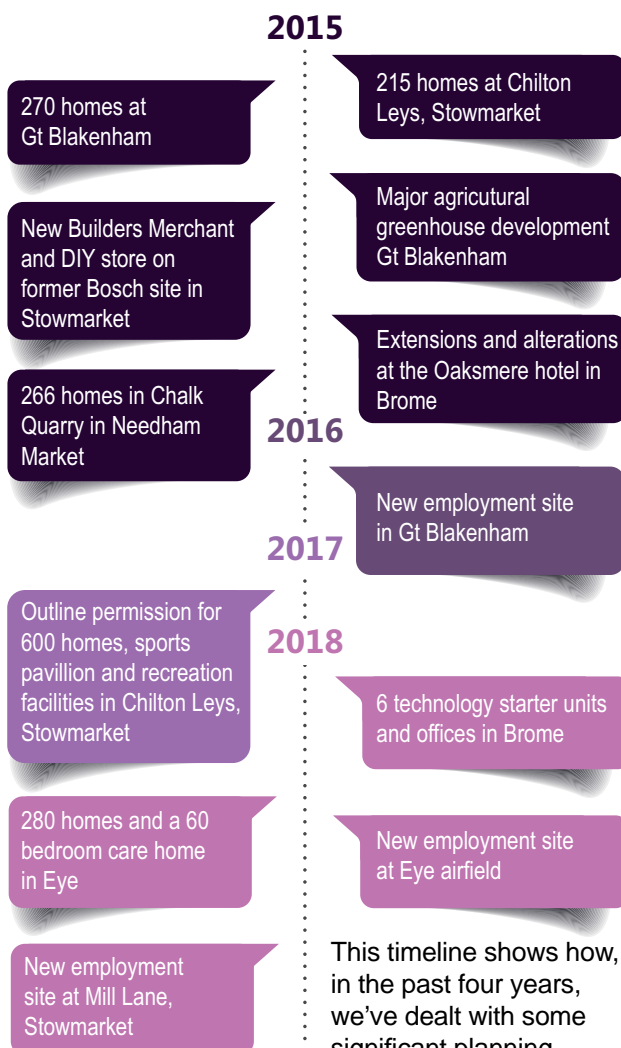 2015
270 homes at
Gt Blakenham
215 homes at Chilton
Leys, Stowmarket
New Builders Merchant
and DIY store on
former Bosch site in
Stowmarket
Major agricutural
greenhouse development
Gt Blakenham
Extensions and alterations
at the Oaksmere hotel in
Brome
266 homes in Chalk
Quarry in Needham
Market
2016
New employment site
in Gt Blakenham
2017
Outline permission for
600 homes, sports
pavillion and recreation
facilities in Chilton Leys,
Stowmarket
2018
6 technology starter units
and offices in Brome
280 homes and a 60
bedroom care home
in Eye
New employment site
at Eye airfield
New employment
site at Mill Lane,
Stowmarket
This timeline shows how,
in the past four years,
we've dealt with some
significant planning